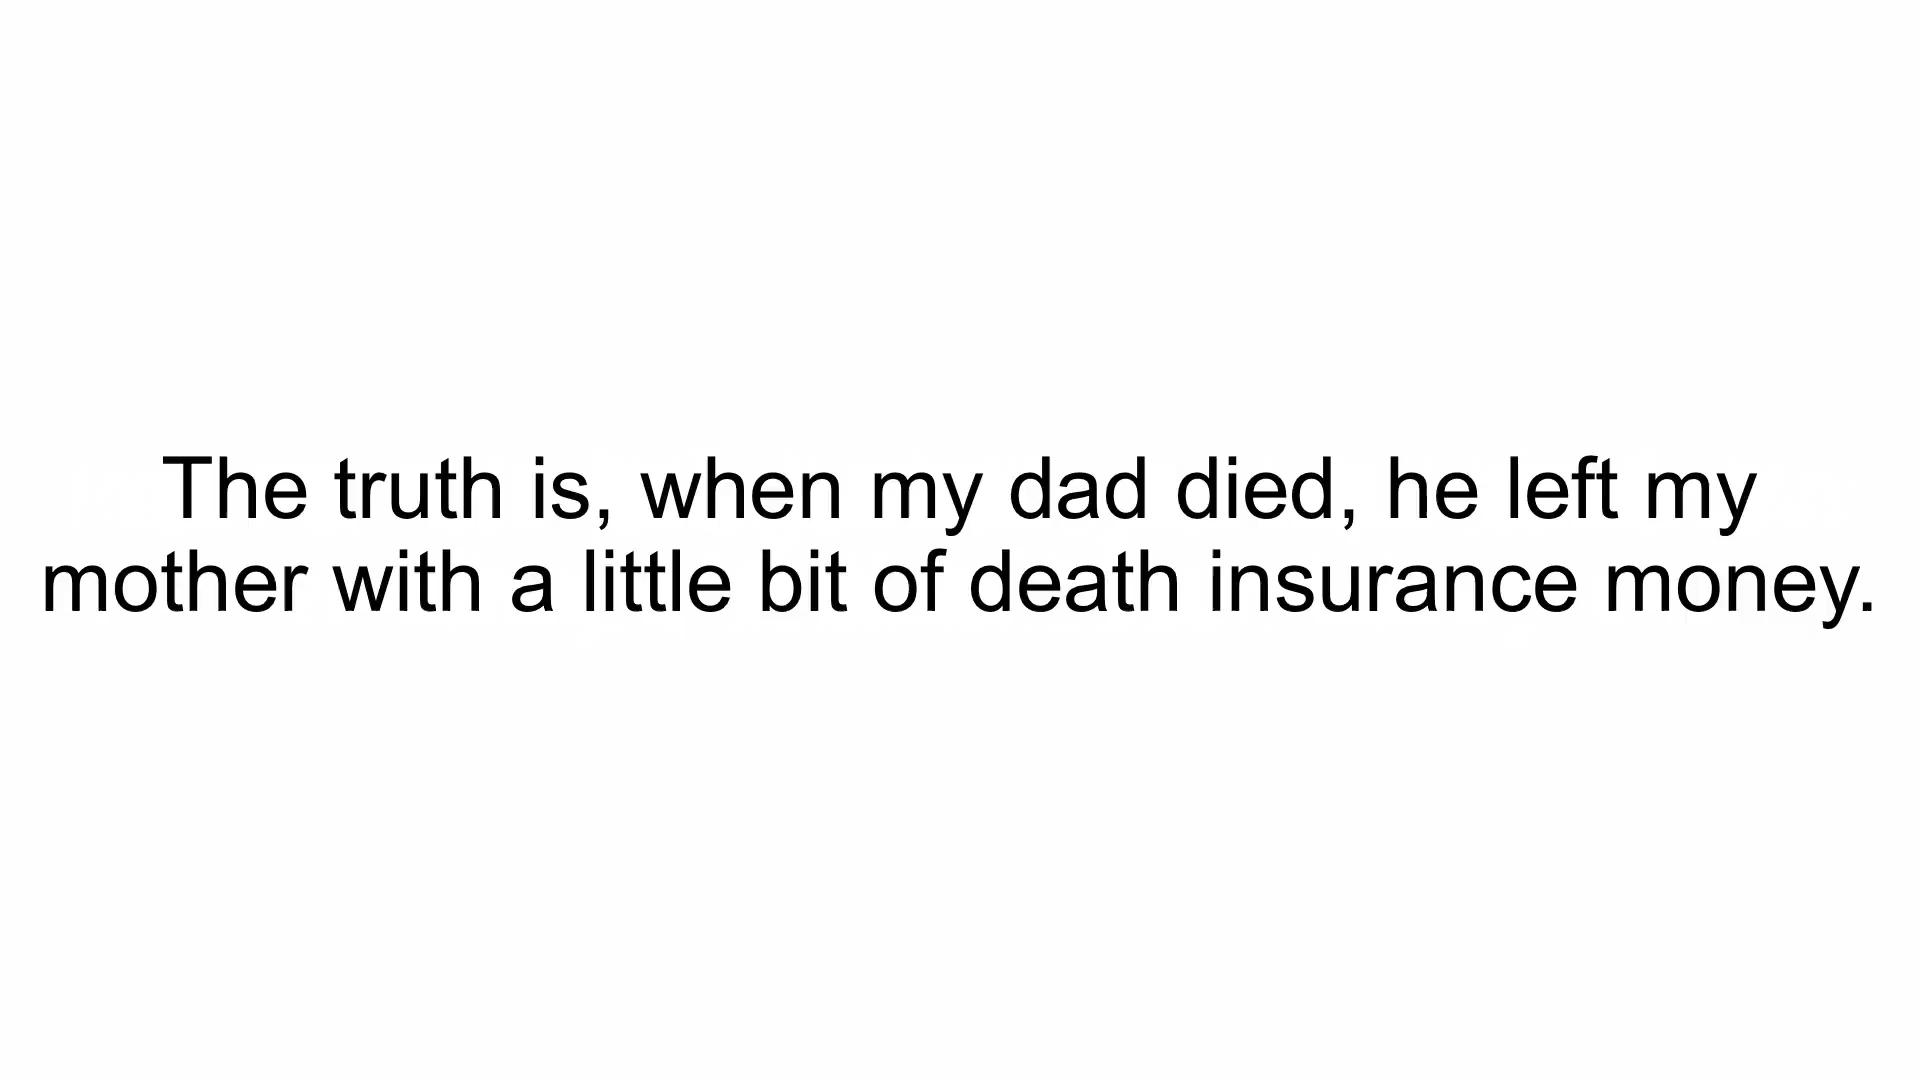 The truth is, when my dad died, he left my
mother with a little bit of death insurance money.